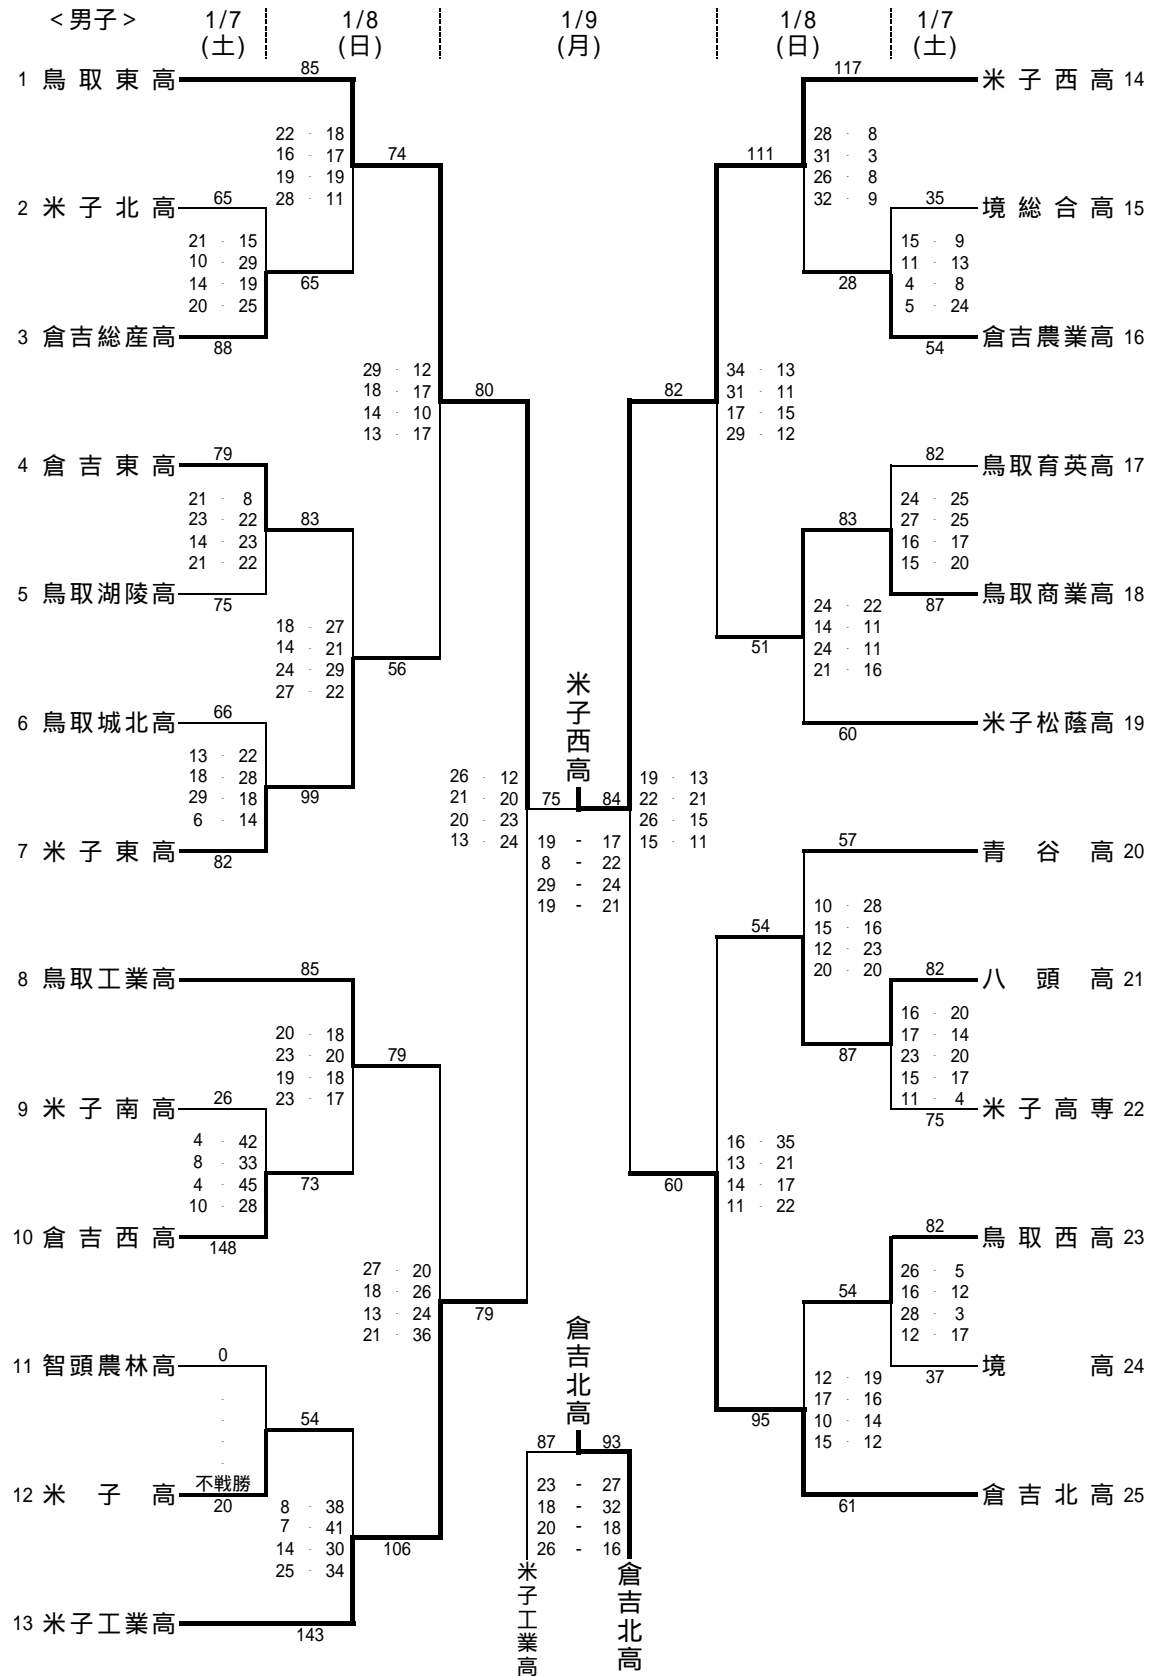 <男子>
1/7
(土)
1/8
(日)
1/9
(月)
1/8
(日)
1/7
(土)
1 鳥取東高
85
22 - 18
16 - 17
19 - 19
28 - 11
74
2 米子北高
65
21 - 15
10 - 29
14 - 19
20 - 25
65
3 倉吉総産高
88
29 - 12
18 - 17
14 - 10
13 - 17
80
4 倉吉東高
79
21 - 8
23 - 22
14 - 23
21 - 22
83
5 鳥取湖陵高
75
18 - 27
14 - 21
24 - 29
27 - 22
56
6 鳥取城北高
66
13 - 22
18 - 28
29 - 18
6 - 14
99
7 米子東高
82
26 - 12
21 - 20
20 - 23
13 - 24
8 鳥取工業高
85
20 - 18
23 - 20
19 - 18
23 - 17
79
9 米子南高
26
4 - 42
8 - 33
4 - 45
10 - 28
73
10 倉吉西高
148
27 - 20
18 - 26
13 - 24
21 - 36
79
11 智頭農林高
0
-
-
-
-
54
不戦勝
12 米子高
20
8 - 38
7 - 41
14 - 30
25 - 34
106
13 米子工業高
143
米子西高
75 84
19 - 17
8 - 22
29 - 24
19 - 21
倉吉北高
87 93
23 - 27
18 - 32
20 - 18
26 - 16
米子工業高
倉吉北高
117
米子西高 14
111
28 - 8
31 - 3
26 - 8
32 - 9
35
境総合高 15
15 - 9
11 - 13
4 - 8
5 - 24
28
倉吉農業高 16
54
82
34 - 13
31 - 11
17 - 15
29 - 12
82
鳥取育英高 17
24 - 25
27 - 25
16 - 17
15 - 20
83
鳥取商業高 18
87
24 - 22
14 - 11
24 - 11
21 - 16
51
米子松蔭高 19
60
19 - 13
22 - 21
26 - 15
15 - 11
57
青谷高 20
10 - 28
15 - 16
12 - 23
20 - 20
54
82
八頭高 21
16 - 20
17 - 14
23 - 20
15 - 17
11 - 4
87
米子高専 22
75
16 - 35
13 - 21
14 - 17
11 - 22
60
82
鳥取西高 23
26 - 5
16 - 12
28 - 3
12 - 17
54
境高 24
37
12 - 19
17 - 16
10 - 14
15 - 12
95
倉吉北高 25
61